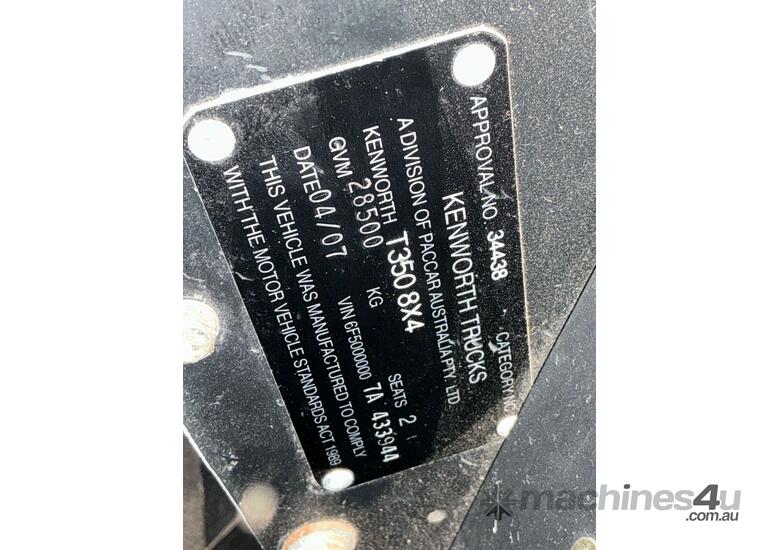 APPROVAL NO. 34438 CATEGORY NC
KENWORTH TRUCKS
A DIVISION OF PACCAR AUSTRALIA PTY. LTD.
KENWORTH T350 8X4
GVM 28500 KG SEATS 2
DATE 04/07 VIN 6F5000000 7A 433944
THIS VEHICLE WAS MANUFACTURED TO COMPLY
WITH THE MOTOR VEHICLE STANDARDS ACT 1989
machines4u
.com.au